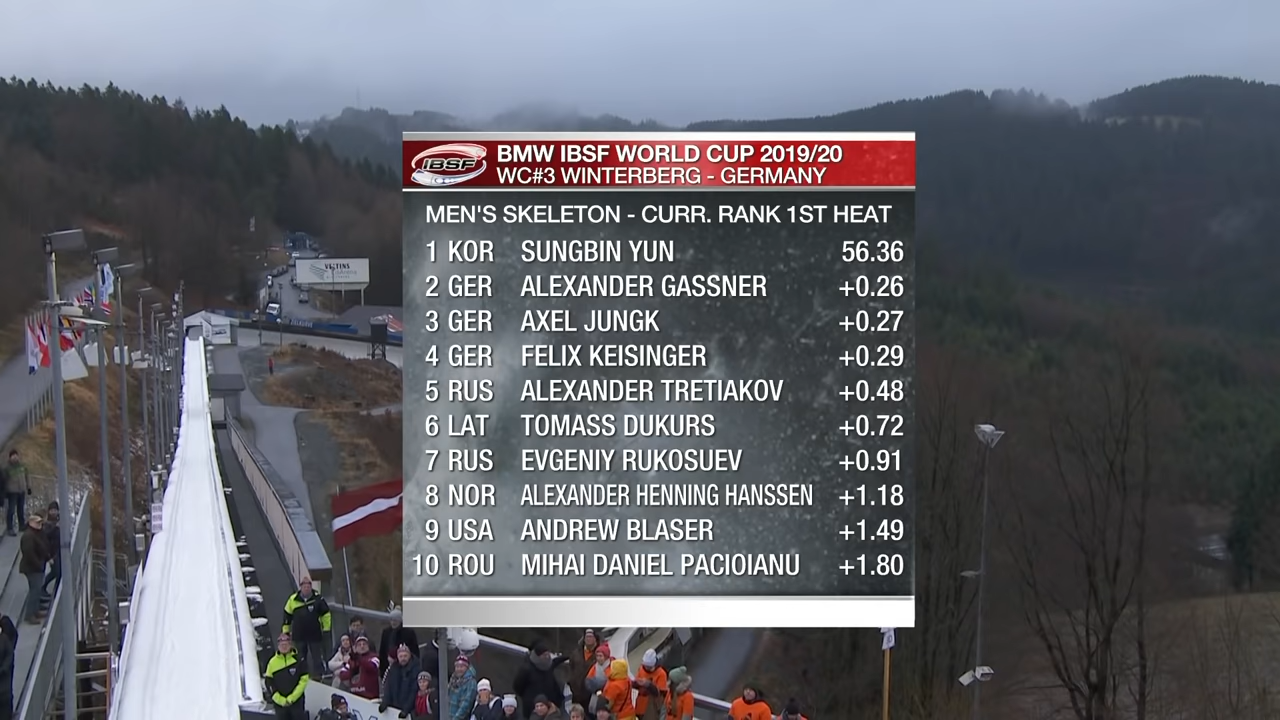 IBSF
BMW IBSF WORLD CUP 2019/20
WC#3 WINTERBERG - GERMANY
MEN'S SKELETON - CURR. RANK 1ST HEAT
1 KOR SUNGBIN YUN 56.36
2 GER ALEXANDER GASSNER +0.26
3 GER AXEL JUNGK +0.27
4 GER FELIX KEISINGER +0.29
5 RUS ALEXANDER TRETIAKOV +0.48
6 LAT TOMASS DUKURS +0.72
7 RUS EVGENIY RUKOSUEV +0.91
8 NOR ALEXANDER HENNING HANSSEN +1.18
9 USA ANDREW BLASER +1.49
10 ROU MIHAI DANIEL PACIOIANU +1.80
VELTINS